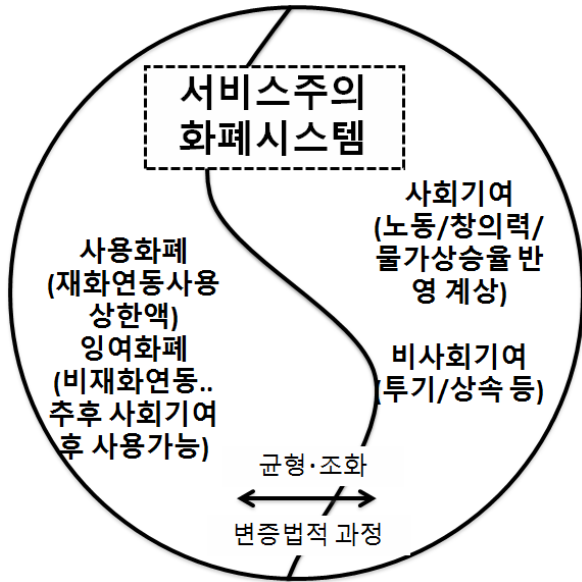 서비스주의
화폐시스템
사용화폐
(재화연동사용
상한액)
잉여화폐
(비재화연동..
추후 사회기여
후 사용가능)
사회기여
(노동/창의력/
물가상승율 반
영 계상)
비사회기여
(투기/상속 등)
균형·조화
변증법적 과정